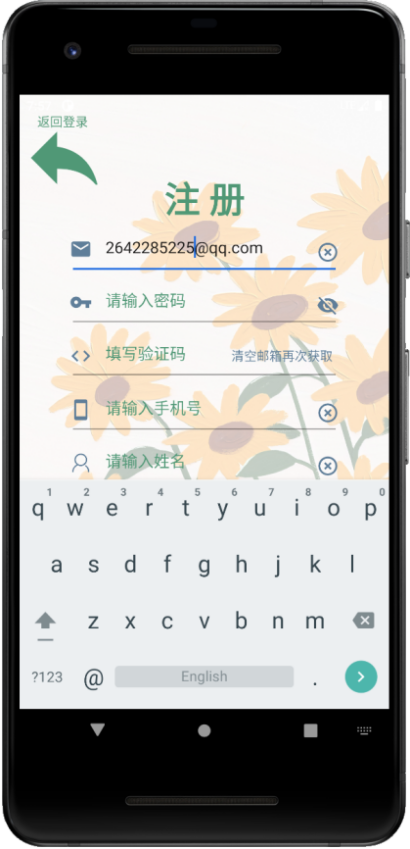 返回登录
注册
2642285225@qq.com
请输入密码
填写验证码 清空邮箱再次获取
请输入手机号
请输入姓名
1 2 3 4 5 6 7 8 9 0
q w e r t y u i o p
a s d f g h j k l
z x c v b n m
?123 @ English .